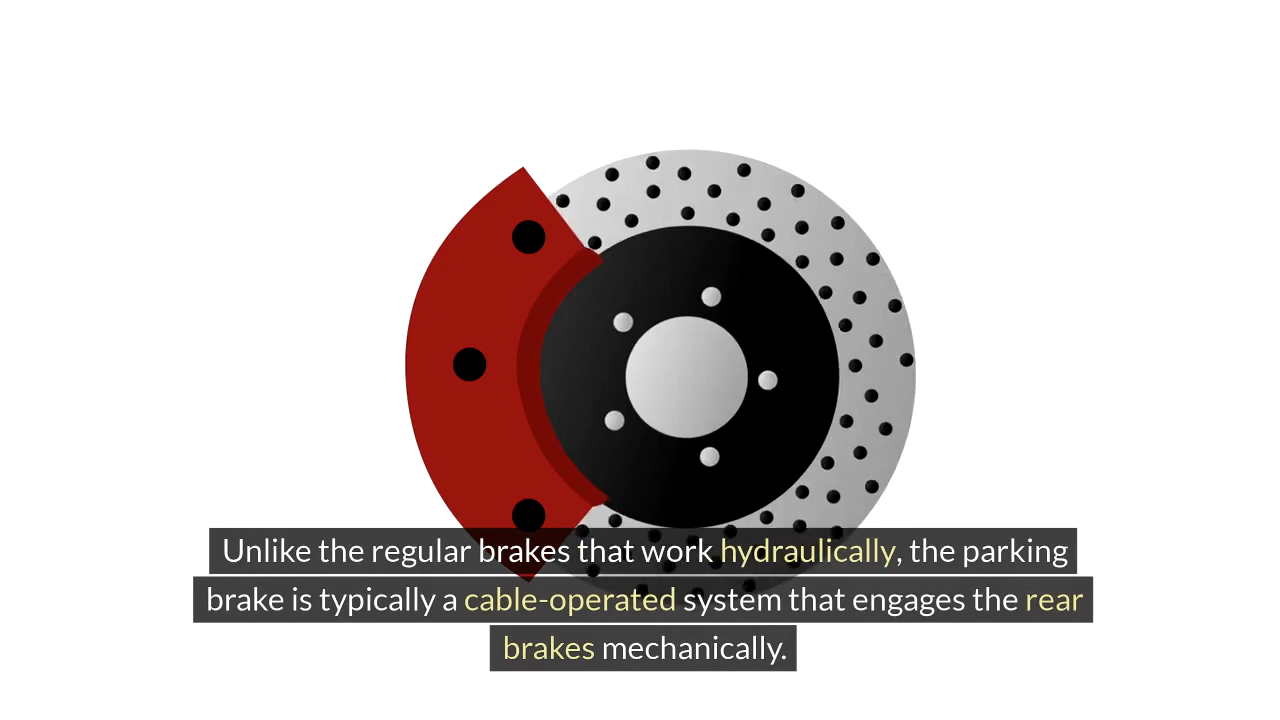 Unlike the regular brakes that work hydraulically, the parking
brake is typically a cable-operated system that engages the rear
brakes mechanically.